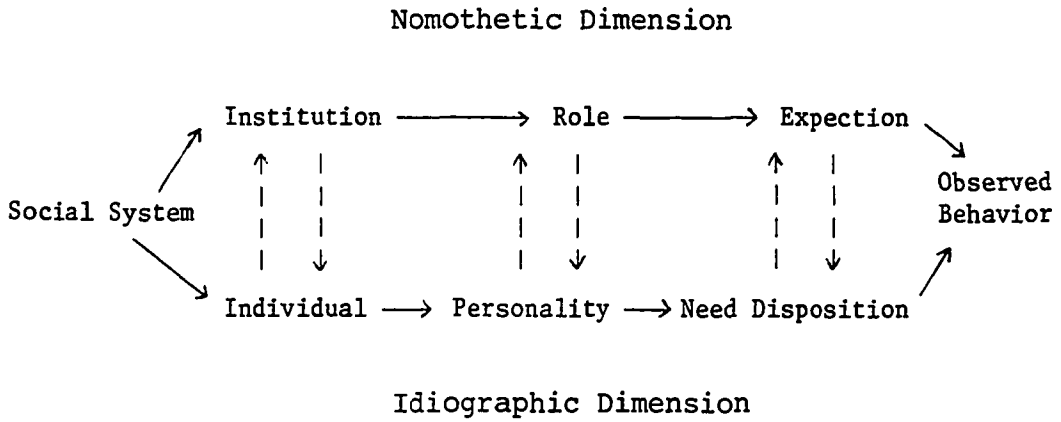 Nomothetic Dimension
Institution Role Expection
Social System
Observed
Behavior
Individual Personality Need Disposition
Idiographic Dimension